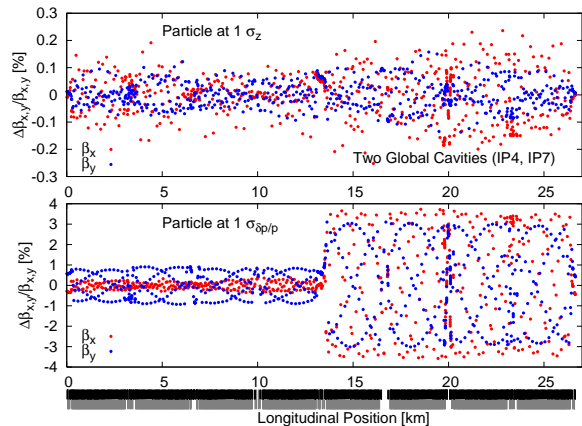 0.3
0.2
0.1
0
-0.1
-0.2
-0.3
Δβx,y/βx,y [%]
Particle at 1 σz
βx
βy
Two Global Cavities (IP4, IP7)
0 5 10 15 20 25
4
3
2
1
0
-1
-2
-3
-4
Δβx,y/βx,y [%]
Particle at 1 σδp/p
βx
βy
0 5 10 15 20 25
Longitudinal Position [km]